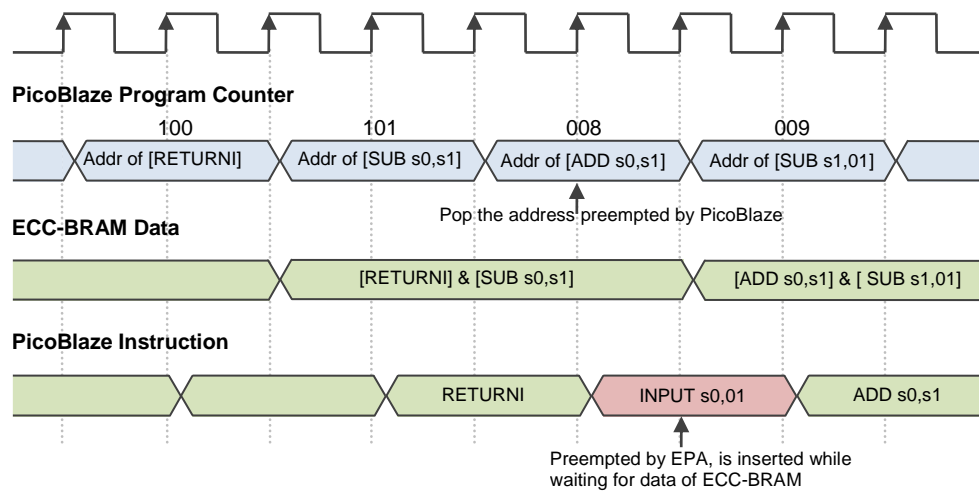 PicoBlaze Program Counter
100 101 008 009
Addr of [RETURNI] Addr of [SUB s0,s1] Addr of [ADD s0,s1] Addr of [SUB s1,01]
Pop the address preempted by PicoBlaze
ECC-BRAM Data
[RETURNI] & [SUB s0,s1] [ADD s0,s1] & [ SUB s1,01]
PicoBlaze Instruction
RETURNI INPUT s0,01 ADD s0,s1
Preempted by EPA, is inserted while
waiting for data of ECC-BRAM